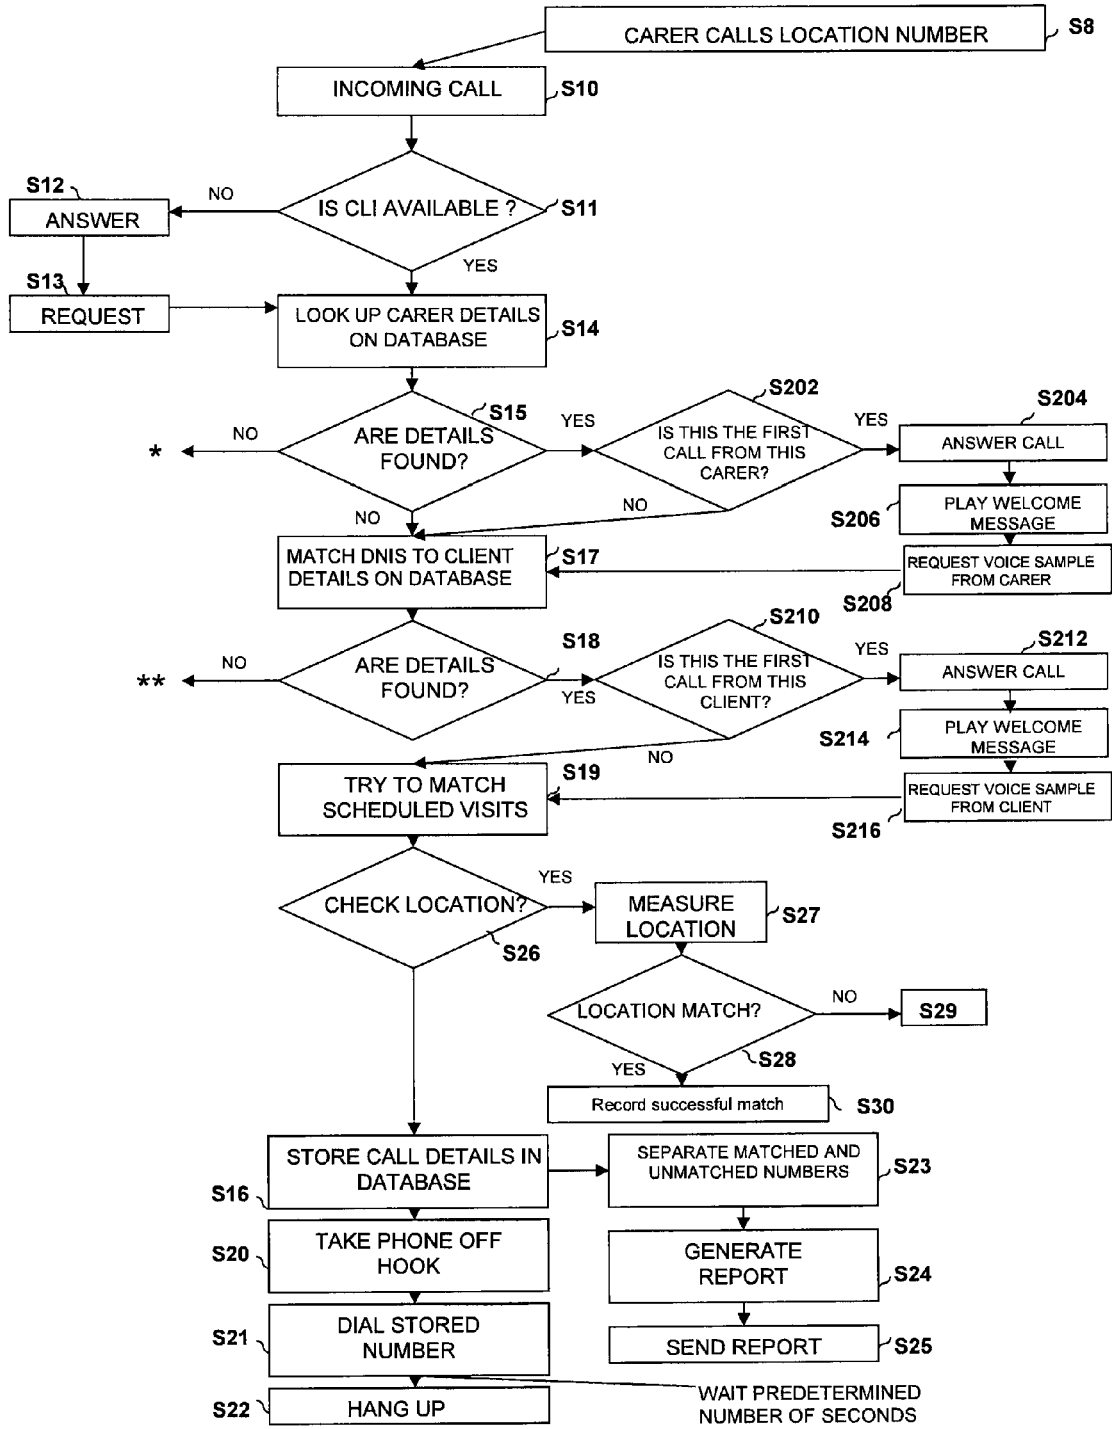 CARER CALLS LOCATION NUMBER
S8
INCOMING CALL
S10
S12
NO
IS CLI AVAILABLE ?
S11
ANSWER
YES
S13
REQUEST
LOOK UP CARER DETAILS
ON DATABASE
S14
S202
S15
S204
NO
ARE DETAILS
FOUND?
YES
IS THIS THE FIRST
CALL FROM THIS
CARER?
YES
ANSWER CALL
*
NO
NO
S206
PLAY WELCOME
MESSAGE
MATCH DNIS TO CLIENT
DETAILS ON DATABASE
S17
REQUEST VOICE SAMPLE
FROM CARER
S208
S210
S18
S212
NO
ARE DETAILS
FOUND?
YES
IS THIS THE FIRST
CALL FROM THIS
CLIENT?
YES
ANSWER CALL
**
NO
S214
PLAY WELCOME
MESSAGE
TRY TO MATCH
SCHEDULED VISITS
S19
REQUEST VOICE SAMPLE
FROM CLIENT
S216
CHECK LOCATION?
YES
S26
MEASURE
LOCATION
S27
LOCATION MATCH?
NO
S29
S28
YES
Record successful match
S30
STORE CALL DETAILS IN
DATABASE
S16
SEPARATE MATCHED AND
UNMATCHED NUMBERS
S23
S20
TAKE PHONE OFF
HOOK
GENERATE
REPORT
S24
S21
DIAL STORED
NUMBER
SEND REPORT
S25
S22
HANG UP
WAIT PREDETERMINED
NUMBER OF SECONDS